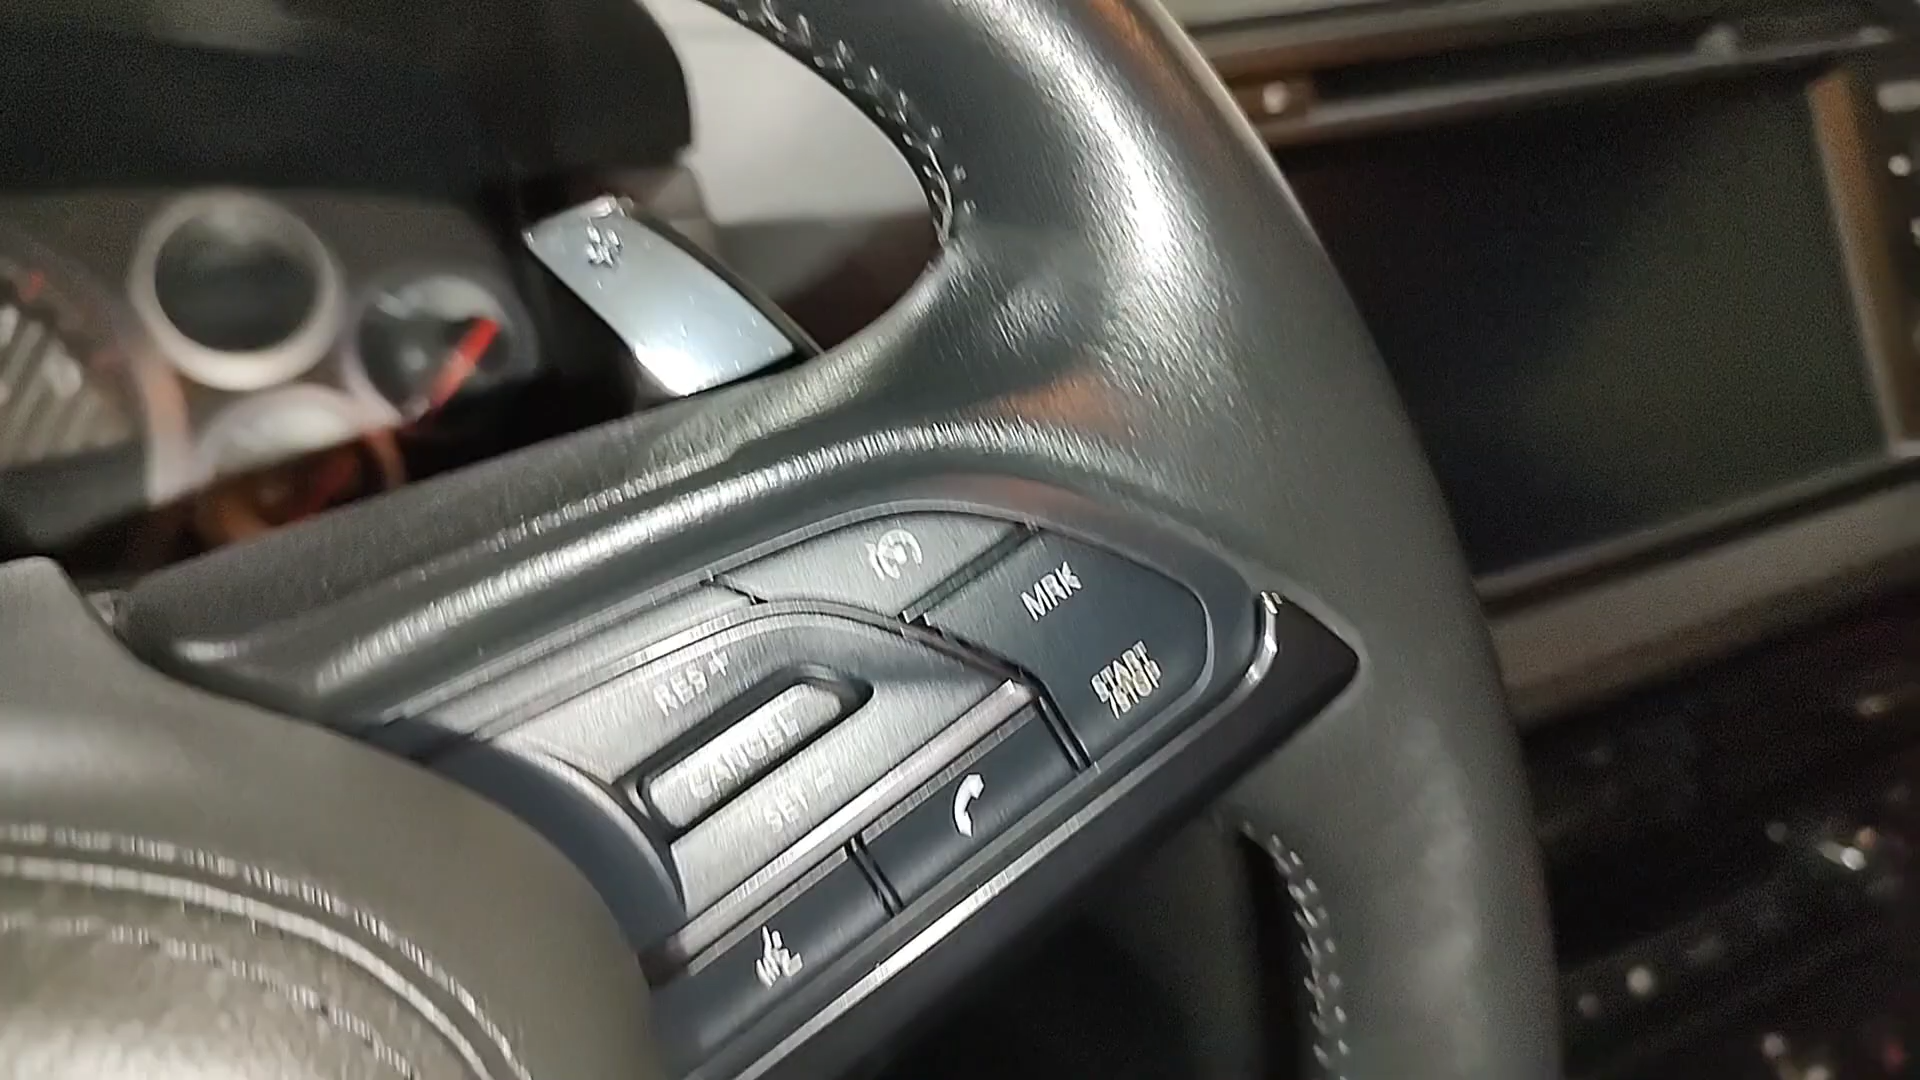 MRK
START
/STOP
RES +
CANCEL
SET −